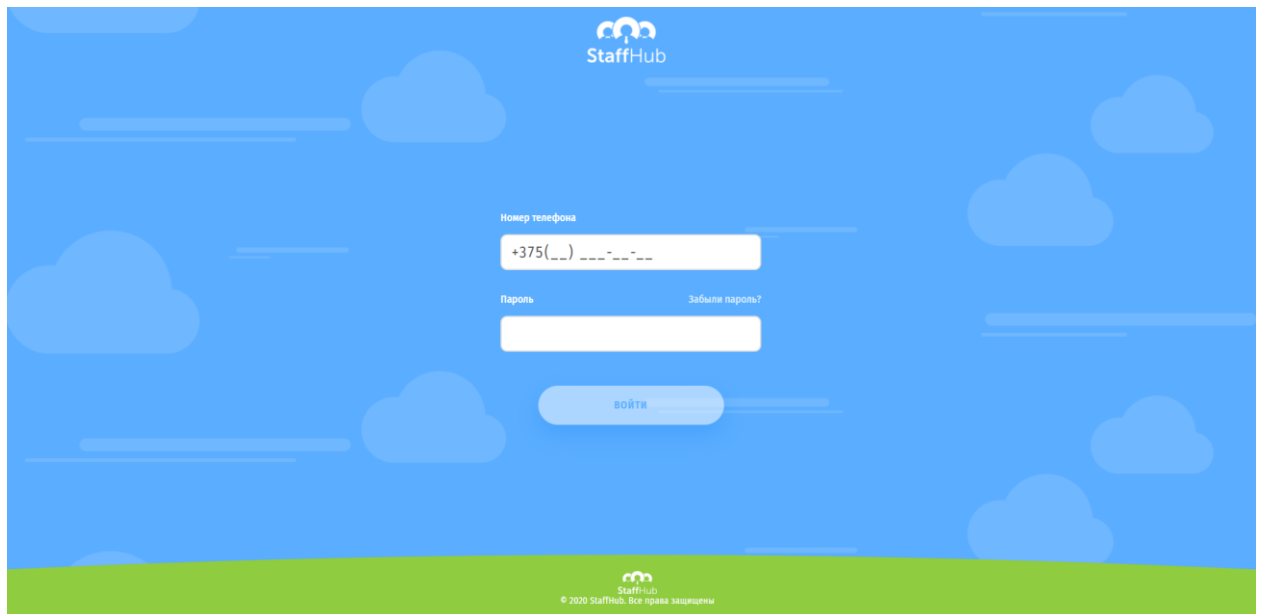 StaffHub
Номер телефона
+375(__) ___-__-__
Пароль
Забыли пароль?
ВОЙТИ
StaffHub
© 2020 StaffHub. Все права защищены